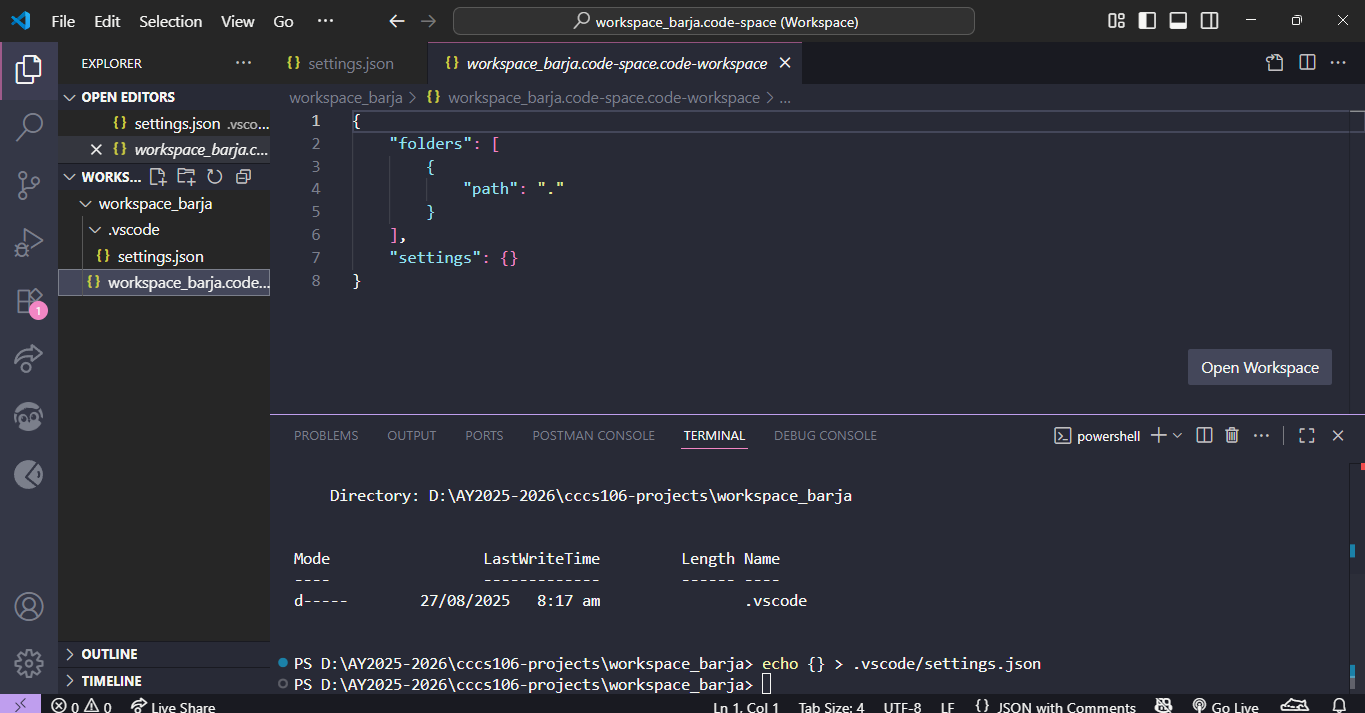 File Edit Selection View Go ··· workspace_barja.code-space (Workspace)
EXPLORER ···
OPEN EDITORS
settings.json .vsco...
workspace_barja.c...
WORKS...
workspace_barja
.vscode
settings.json
workspace_barja.code...
OUTLINE
TIMELINE
1
settings.json workspace_barja.code-space.code-workspace
workspace_barja > {} workspace_barja.code-space.code-workspace > ...
1 {
2 "folders": [
3 {
4 "path": "."
5 }
6 ],
7 "settings": {}
8 }
Open Workspace
PROBLEMS OUTPUT PORTS POSTMAN CONSOLE TERMINAL DEBUG CONSOLE powershell
Directory: D:\AY2025-2026\cccs106-projects\workspace_barja
Mode LastWriteTime Length Name
---- ------------- ------ ----
d----- 27/08/2025 8:17 am .vscode
PS D:\AY2025-2026\cccs106-projects\workspace_barja> echo {} > .vscode/settings.json
PS D:\AY2025-2026\cccs106-projects\workspace_barja>
0 0 Live Share Ln 1, Col 1 Tab Size: 4 UTF-8 LF {} JSON with Comments Go Live